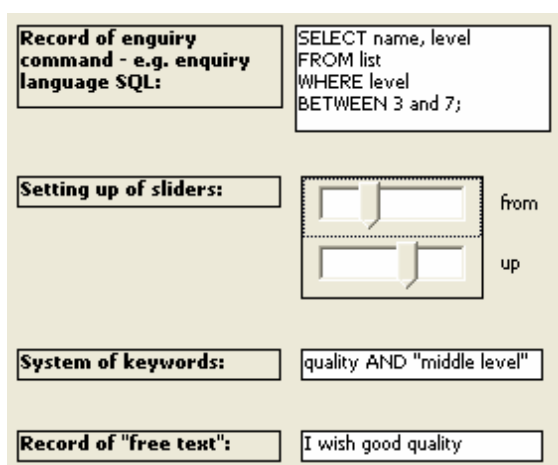 Record of enquiry
command - e.g. enquiry
language SQL:
SELECT name, level
FROM list
WHERE level
BETWEEN 3 and 7;
Setting up of sliders:
from
up
System of keywords:
quality AND "middle level"
Record of "free text":
I wish good quality